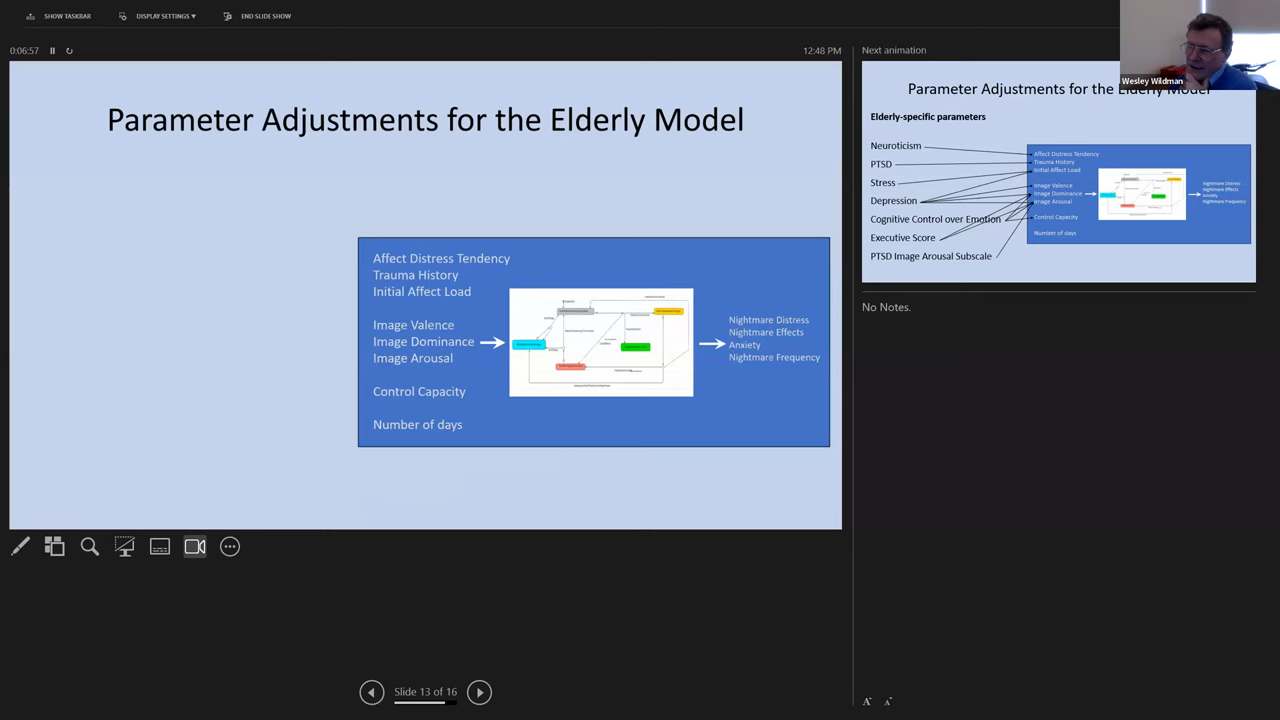 SHOW TASKBAR
DISPLAY SETTINGS ▾
END SLIDE SHOW
0:06:57
12:48 PM
Parameter Adjustments for the Elderly Model
Affect Distress Tendency
Trauma History
Initial Affect Load
Image Valence
Image Dominance
Image Arousal
Control Capacity
Number of days
Nightmare Distress
Nightmare Effects
Anxiety
Nightmare Frequency
Slide 13 of 16
Next animation
Wesley Wildman
Parameter Adjustments for the Elderly Model
Elderly-specific parameters
Neuroticism
PTSD
Stress
Depression
Cognitive Control over Emotion
Executive Score
PTSD Image Arousal Subscale
Affect Distress Tendency
Trauma History
Initial Affect Load
Image Valence
Image Dominance
Image Arousal
Control Capacity
Number of days
Nightmare Distress
Nightmare Effects
Anxiety
Nightmare Frequency
No Notes.
A
A